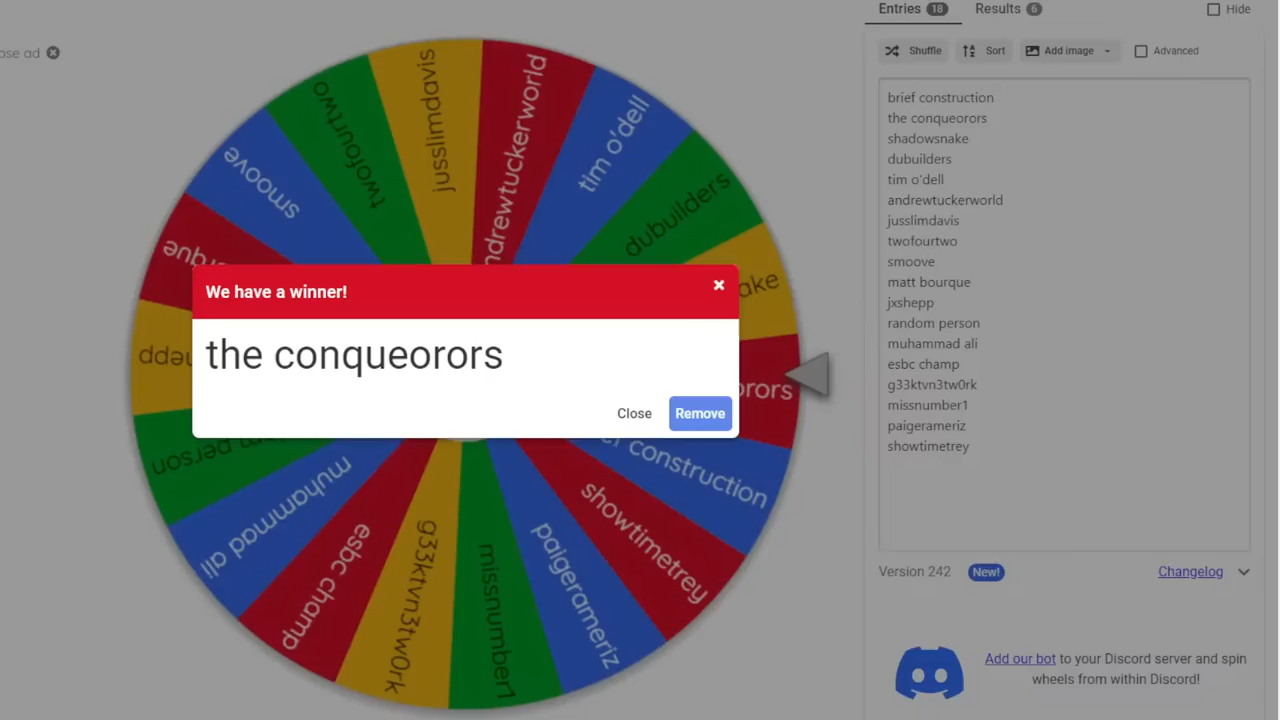 Entries 18 Results 6 Hide
ose ad
Shuffle Sort Add image Advanced
brief construction
the conqueorors
shadowsnake
dubuilders
tim o'dell
andrewtuckerworld
jusslimdavis
twofourtwo
smoove
matt bourque
jxshepp
random person
muhammad ali
esbc champ
g33ktvn3tw0rk
missnumber1
paigerameriz
showtimetrey
Version 242 New! Changelog
Add our bot to your Discord server and spin
wheels from within Discord!
We have a winner!
the conqueorors
Close Remove
jusslimdavis
ndrewtuckerworld
tim o'dell
dubuilders
ake
orors
construction
showtimetrey
paigerameriz
missnumber1
g33ktvn3tw0rk
esbc champ
muhammad ali
person
hepp
rque
smoove
twofourtwo